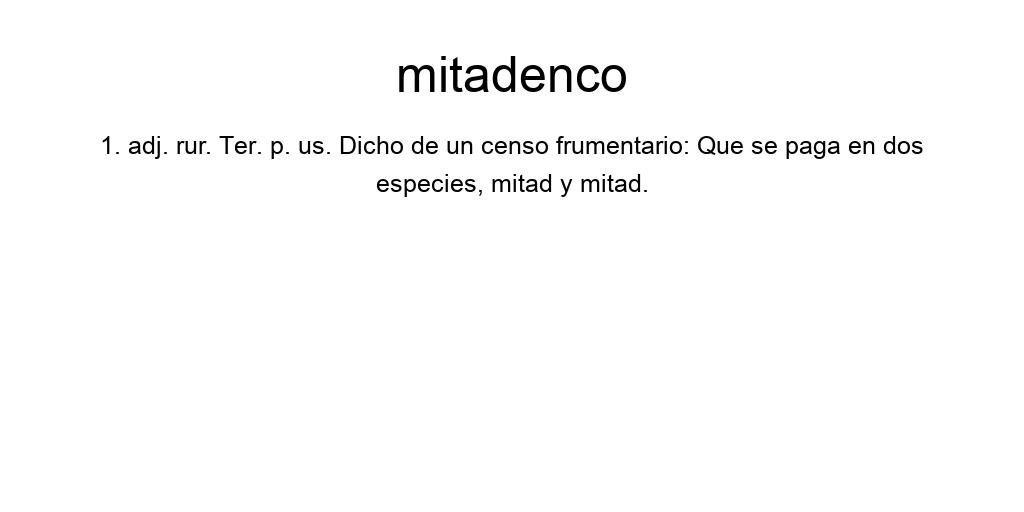 mitadenco
1. adj. rur. Ter. p. us. Dicho de un censo frumentario: Que se paga en dos
especies, mitad y mitad.